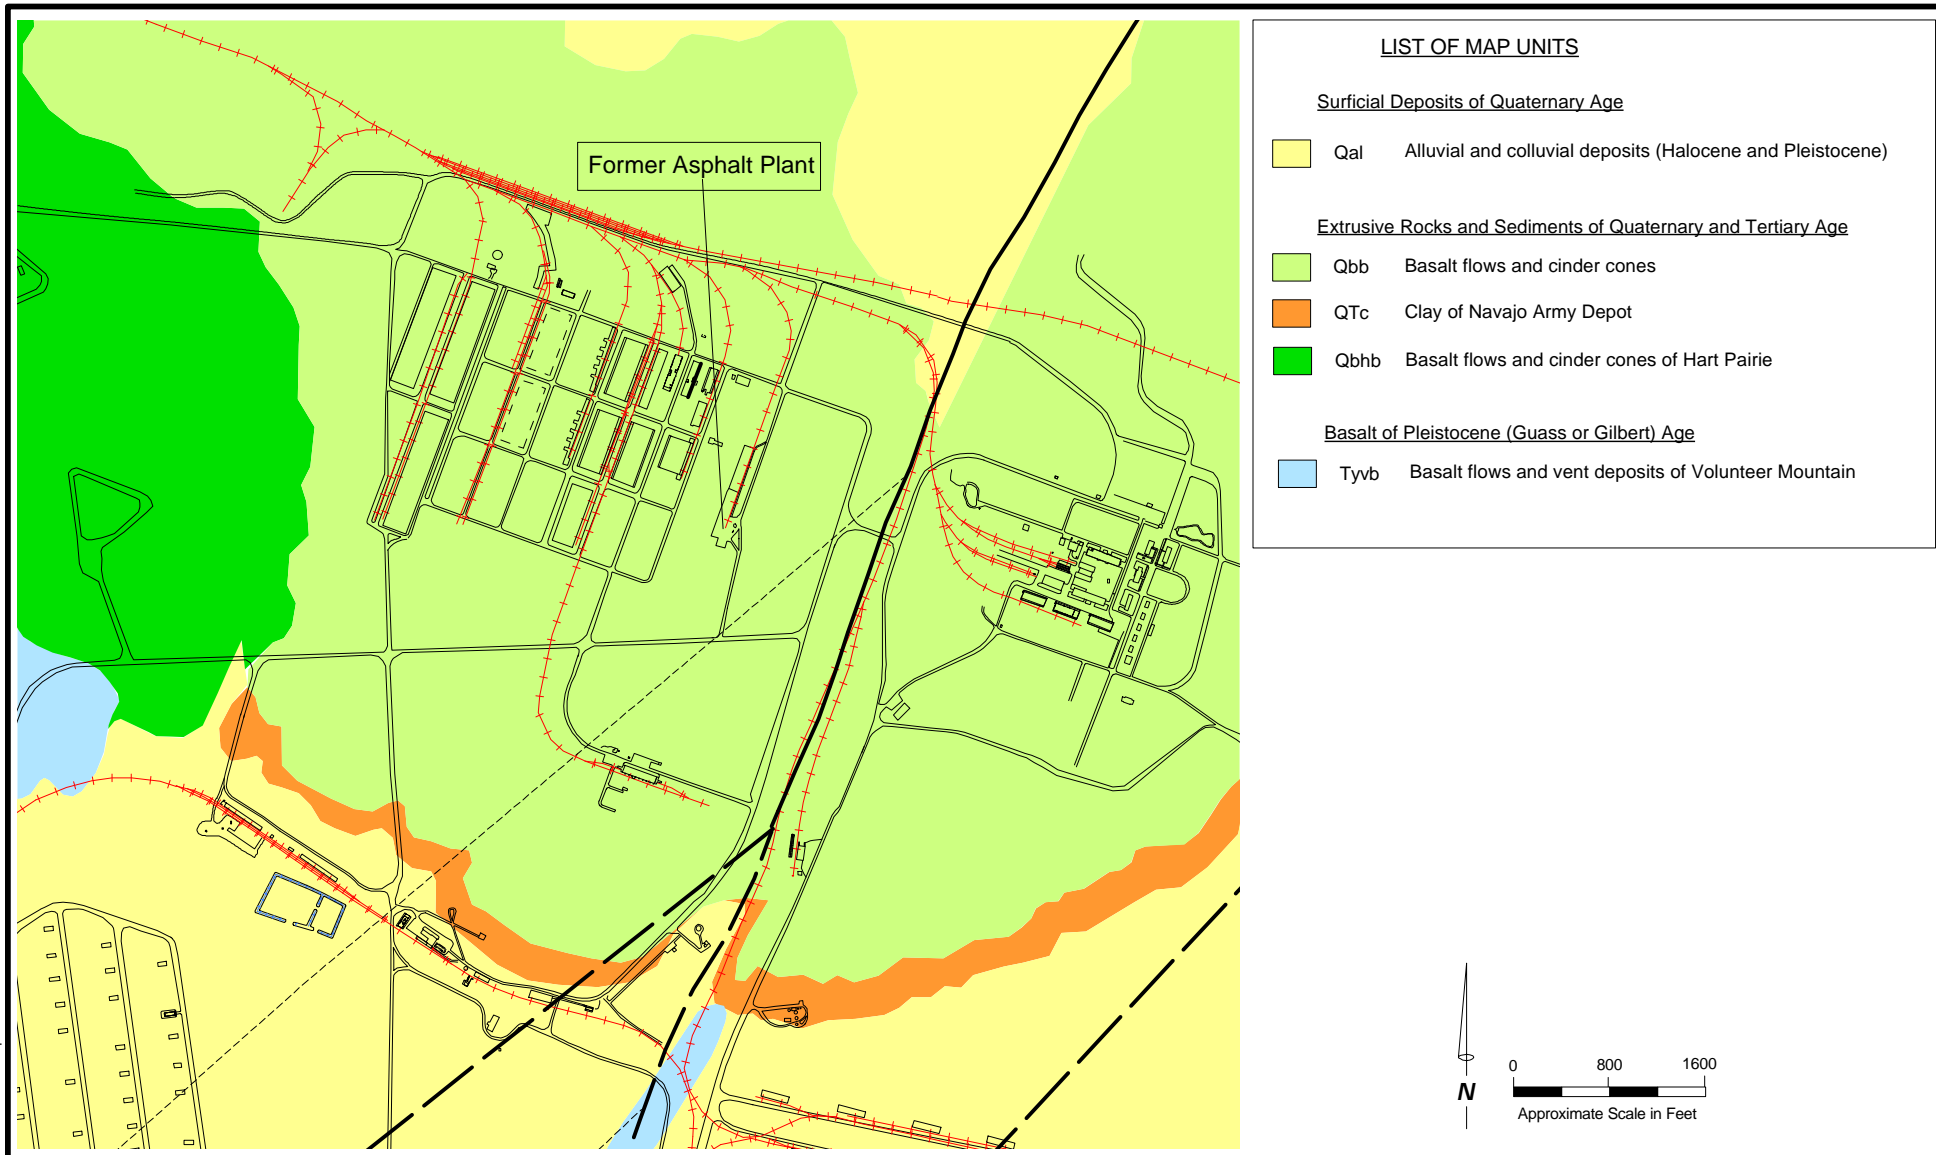 Former Asphalt Plant
LIST OF MAP UNITS
Surficial Deposits of Quaternary Age
Qal Alluvial and colluvial deposits (Halocene and Pleistocene)
Extrusive Rocks and Sediments of Quaternary and Tertiary Age
Qbb Basalt flows and cinder cones
QTc Clay of Navajo Army Depot
Qbhb Basalt flows and cinder cones of Hart Pairie
Basalt of Pleistocene (Guass or Gilbert) Age
Tyvb Basalt flows and vent deposits of Volunteer Mountain
N
0 800 1600
Approximate Scale in Feet